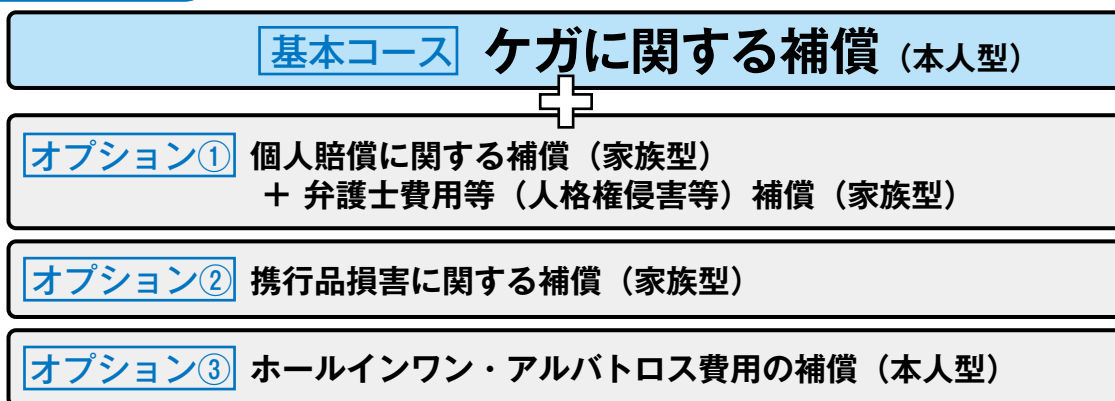 基本コース ケガに関する補償（本人型）
オプション① 個人賠償に関する補償（家族型）
＋ 弁護士費用等（人格権侵害等）補償（家族型）
オプション② 携行品損害に関する補償（家族型）
オプション③ ホールインワン・アルバトロス費用の補償（本人型）